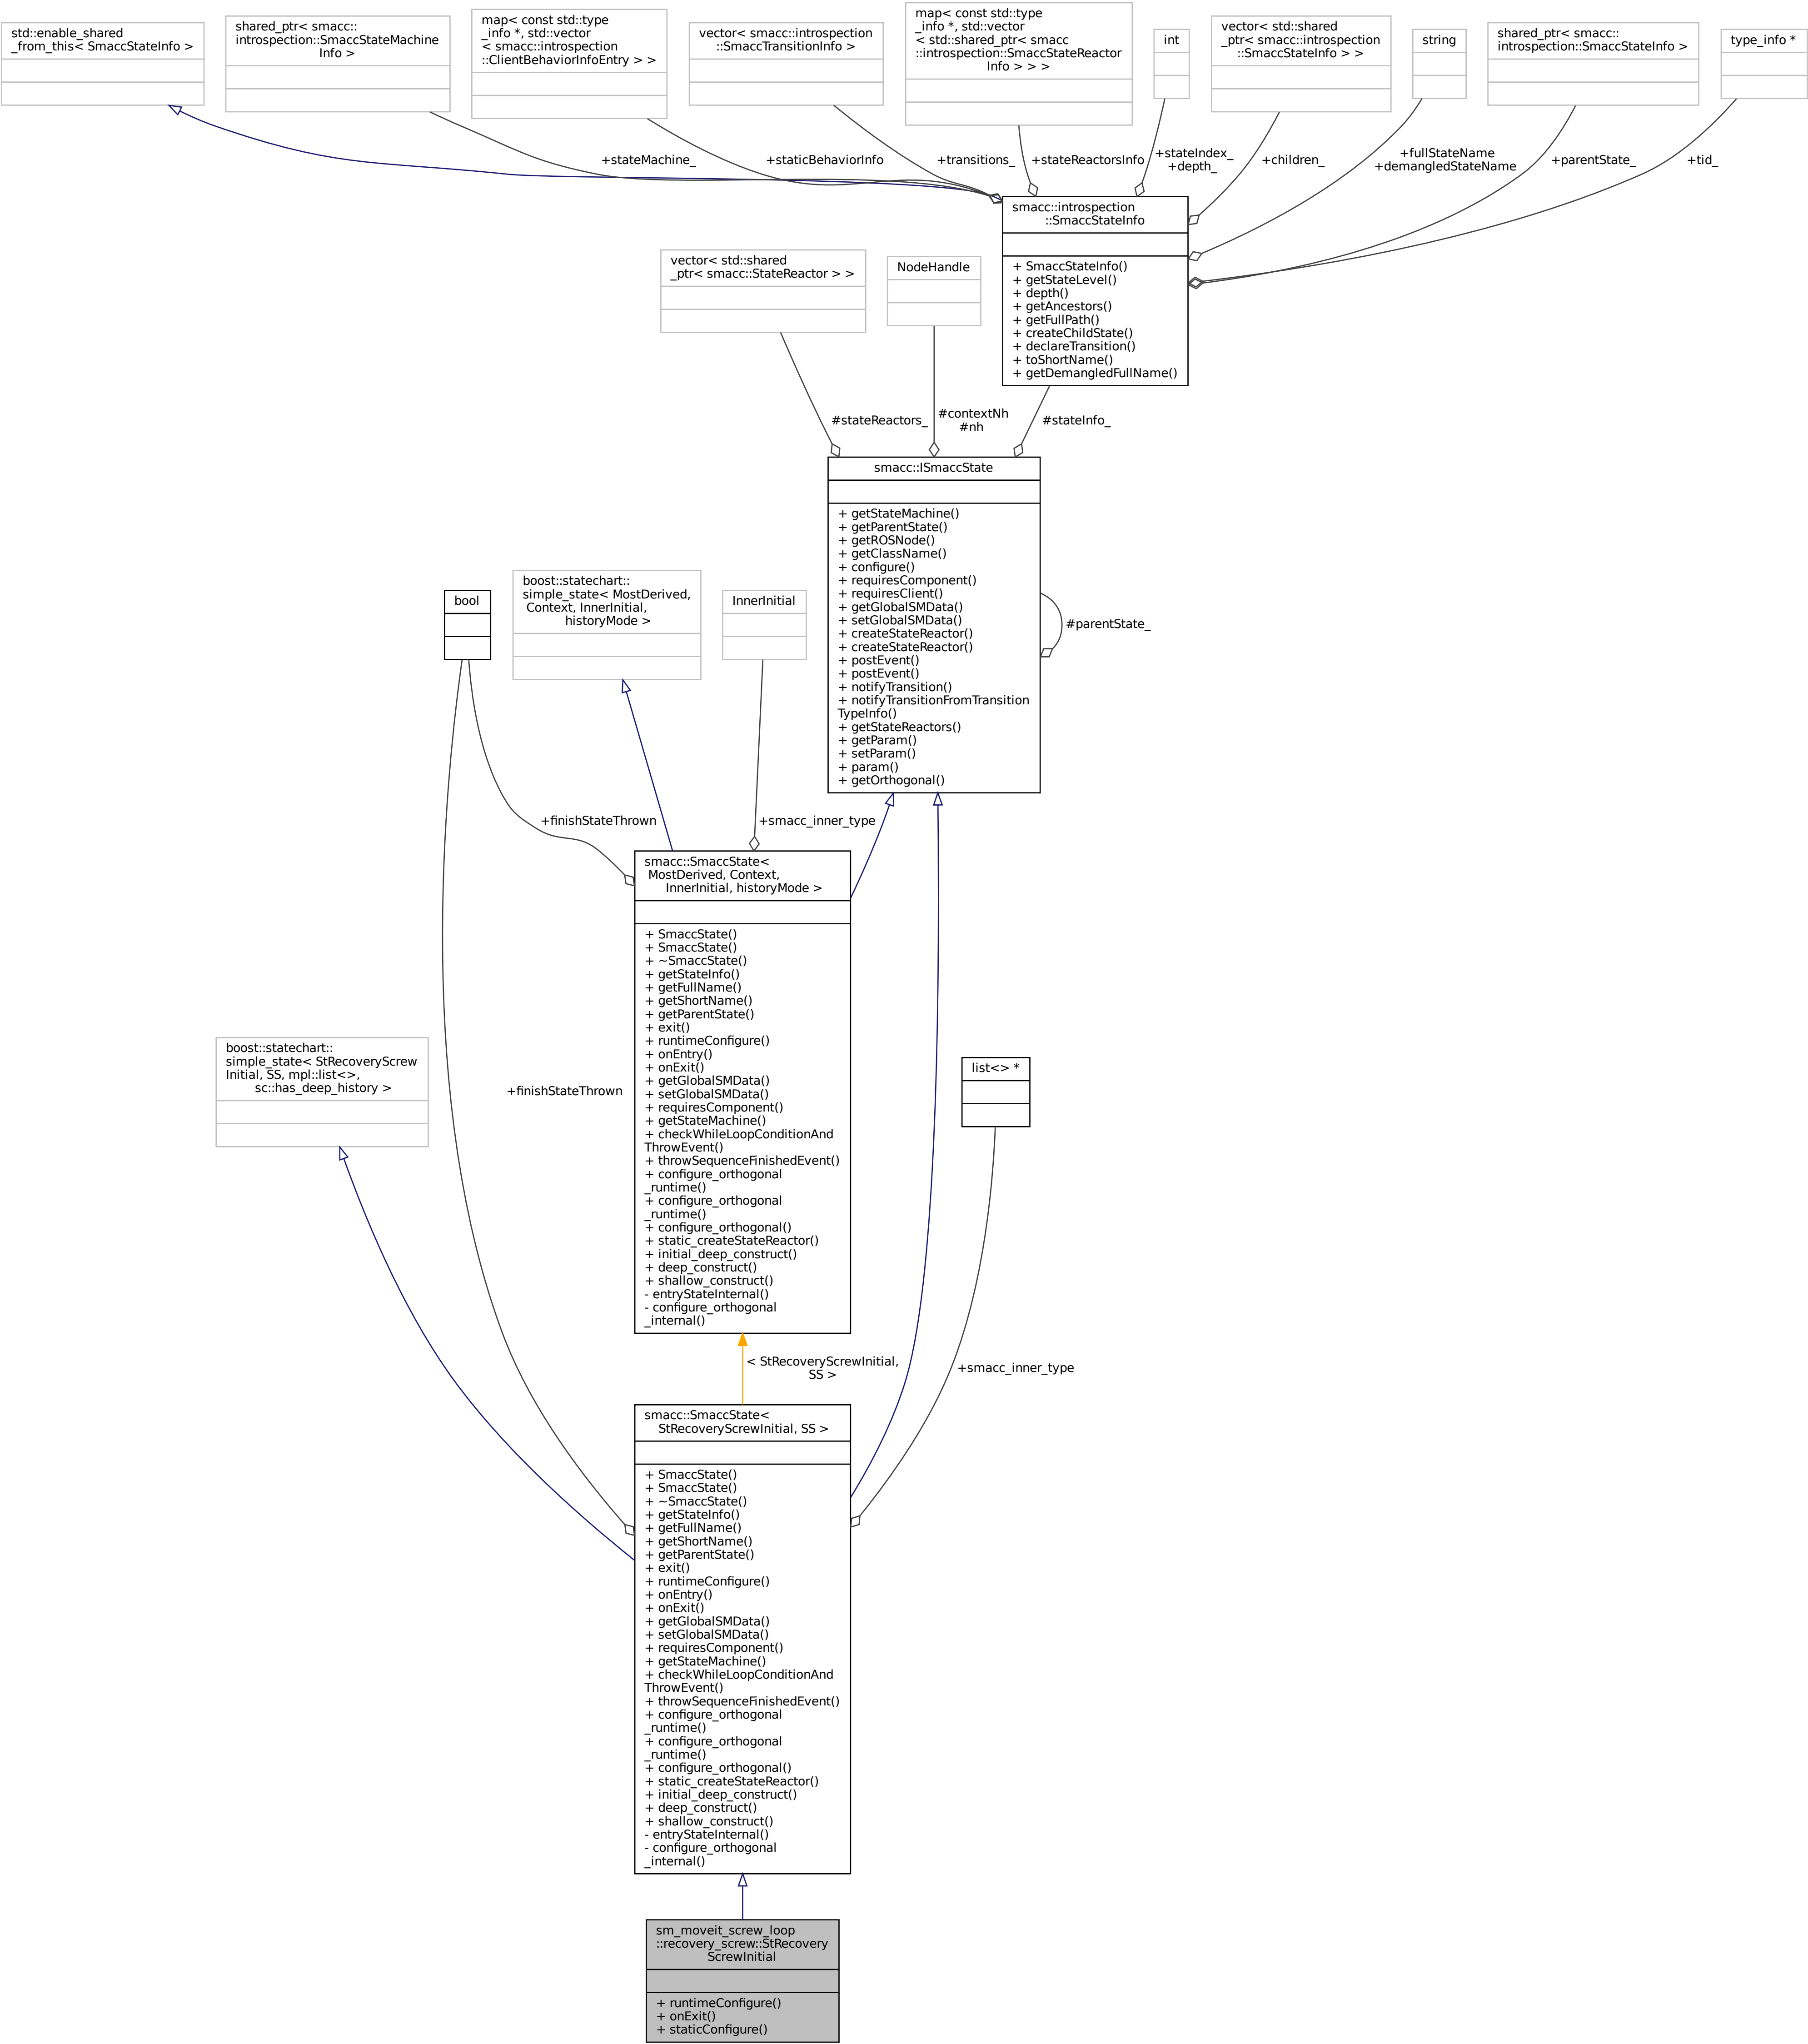 std::enable_shared
_from_this< SmaccStateInfo >
shared_ptr< smacc::
introspection::SmaccStateMachine
Info >
map< const std::type
_info *, std::vector
< smacc::introspection
::ClientBehaviorInfoEntry > >
vector< smacc::introspection
::SmaccTransitionInfo >
map< const std::type
_info *, std::vector
< std::shared_ptr< smacc
::introspection::SmaccStateReactor
Info > > >
int
vector< std::shared
_ptr< smacc::introspection
::SmaccStateInfo > >
string
shared_ptr< smacc::
introspection::SmaccStateInfo >
type_info *
+stateMachine_
+staticBehaviorInfo
+transitions_
+stateReactorsInfo
+stateIndex_
+depth_
+children_
+fullStateName
+demangledStateName
+parentState_
+tid_
smacc::introspection
::SmaccStateInfo
+ SmaccStateInfo()
+ getStateLevel()
+ depth()
+ getAncestors()
+ getFullPath()
+ createChildState()
+ declareTransition()
+ toShortName()
+ getDemangledFullName()
vector< std::shared
_ptr< smacc::StateReactor > >
NodeHandle
#stateReactors_
#contextNh
#nh
#stateInfo_
smacc::ISmaccState
+ getStateMachine()
+ getParentState()
+ getROSNode()
+ getClassName()
+ configure()
+ requiresComponent()
+ requiresClient()
+ getGlobalSMData()
+ setGlobalSMData()
+ createStateReactor()
+ createStateReactor()
+ postEvent()
+ postEvent()
+ notifyTransition()
+ notifyTransitionFromTransition
TypeInfo()
+ getStateReactors()
+ getParam()
+ setParam()
+ param()
+ getOrthogonal()
#parentState_
bool
boost::statechart::
simple_state< MostDerived,
Context, InnerInitial,
historyMode >
InnerInitial
+finishStateThrown
+smacc_inner_type
smacc::SmaccState<
MostDerived, Context,
InnerInitial, historyMode >
+ SmaccState()
+ SmaccState()
+ ~SmaccState()
+ getStateInfo()
+ getFullName()
+ getShortName()
+ getParentState()
+ exit()
+ runtimeConfigure()
+ onEntry()
+ onExit()
+ getGlobalSMData()
+ setGlobalSMData()
+ requiresComponent()
+ getStateMachine()
+ checkWhileLoopConditionAnd
ThrowEvent()
+ throwSequenceFinishedEvent()
+ configure_orthogonal
_runtime()
+ configure_orthogonal
_runtime()
+ configure_orthogonal()
+ static_createStateReactor()
+ initial_deep_construct()
+ deep_construct()
+ shallow_construct()
- entryStateInternal()
- configure_orthogonal
_internal()
boost::statechart::
simple_state< StRecoveryScrew
Initial, SS, mpl::list<>,
sc::has_deep_history >
+finishStateThrown
list<> *
< StRecoveryScrewInitial,
SS >
+smacc_inner_type
smacc::SmaccState<
StRecoveryScrewInitial, SS >
+ SmaccState()
+ SmaccState()
+ ~SmaccState()
+ getStateInfo()
+ getFullName()
+ getShortName()
+ getParentState()
+ exit()
+ runtimeConfigure()
+ onEntry()
+ onExit()
+ getGlobalSMData()
+ setGlobalSMData()
+ requiresComponent()
+ getStateMachine()
+ checkWhileLoopConditionAnd
ThrowEvent()
+ throwSequenceFinishedEvent()
+ configure_orthogonal
_runtime()
+ configure_orthogonal
_runtime()
+ configure_orthogonal()
+ static_createStateReactor()
+ initial_deep_construct()
+ deep_construct()
+ shallow_construct()
- entryStateInternal()
- configure_orthogonal
_internal()
sm_moveit_screw_loop
::recovery_screw::StRecovery
ScrewInitial
+ runtimeConfigure()
+ onExit()
+ staticConfigure()